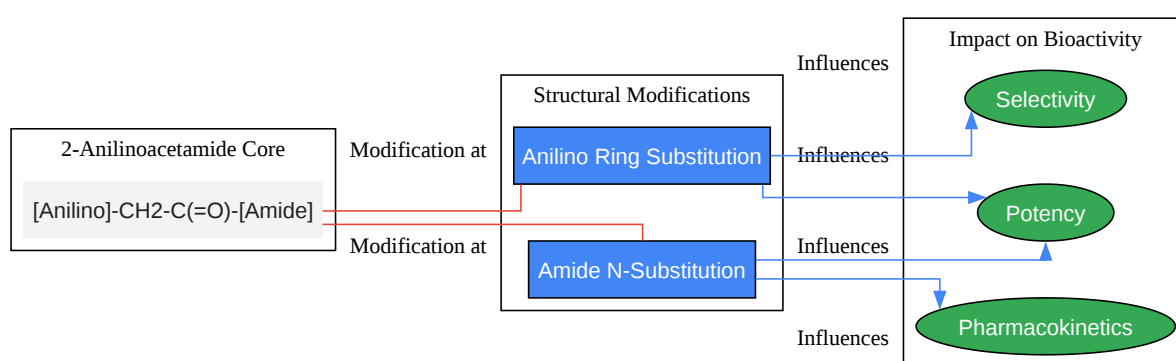 2-Anilinoacetamide Core
[Anilino]-CH2-C(=O)-[Amide]
Modification at
Modification at
Structural Modifications
Anilino Ring Substitution
Amide N-Substitution
Influences
Influences
Influences
Influences
Impact on Bioactivity
Selectivity
Potency
Pharmacokinetics